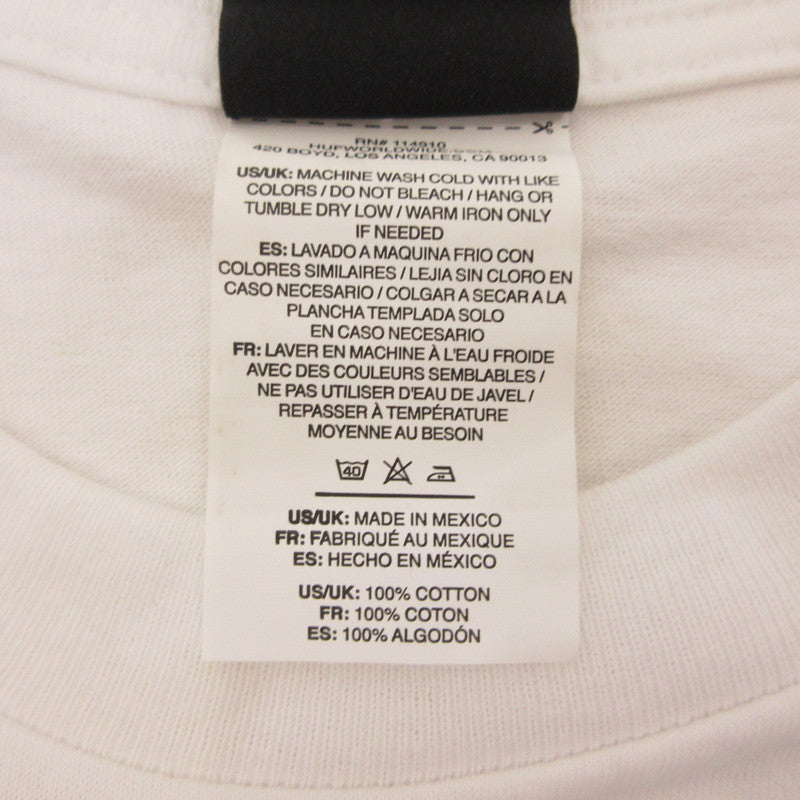 RN# 114910
HUFWORLDWIDE.COM
420 BOYD, LOS ANGELES, CA 90013
US/UK: MACHINE WASH COLD WITH LIKE
COLORS / DO NOT BLEACH / HANG OR
TUMBLE DRY LOW / WARM IRON ONLY
IF NEEDED
ES: LAVADO A MAQUINA FRIO CON
COLORES SIMILAIRES / LEJIA SIN CLORO EN
CASO NECESARIO / COLGAR A SECAR A LA
PLANCHA TEMPLADA SOLO
EN CASO NECESARIO
FR: LAVER EN MACHINE À L'EAU FROIDE
AVEC DES COULEURS SEMBLABLES /
NE PAS UTILISER D'EAU DE JAVEL /
REPASSER À TEMPÉRATURE
MOYENNE AU BESOIN
40
US/UK: MADE IN MEXICO
FR: FABRIQUÉ AU MEXIQUE
ES: HECHO EN MÉXICO
US/UK: 100% COTTON
FR: 100% COTON
ES: 100% ALGODÓN